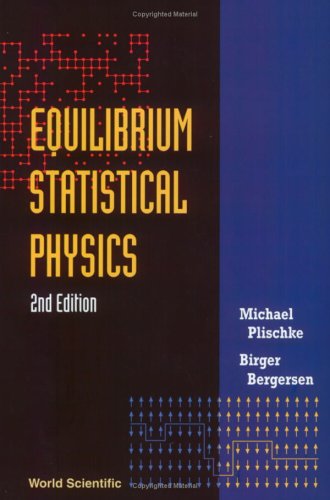 Copyrighted Material
EQUILIBRIUM
STATISTICAL
PHYSICS
2nd Edition
Michael
Plischke
Birger
Bergersen
World Scientific
Copyrighted Material